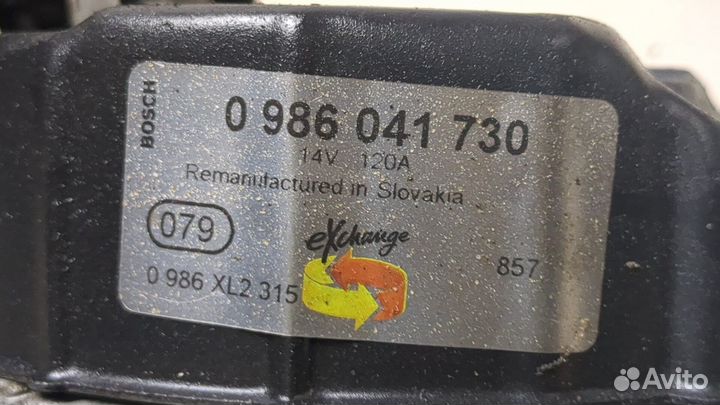 BOSCH
0 986 041 730
14V 120A
Remanufactured in Slovakia
079
eXchange
0 986 XL2 315
857
Avito